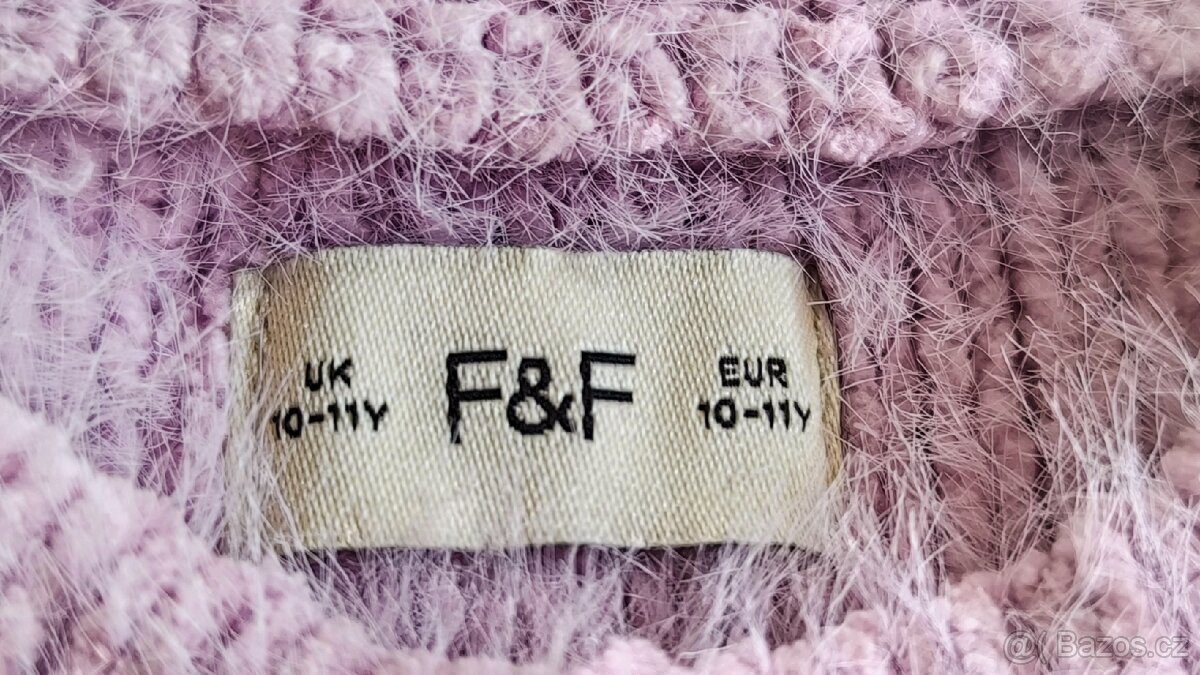 UK
10-11Y
F&F
EUR
10-11Y
@( Bazos.cz